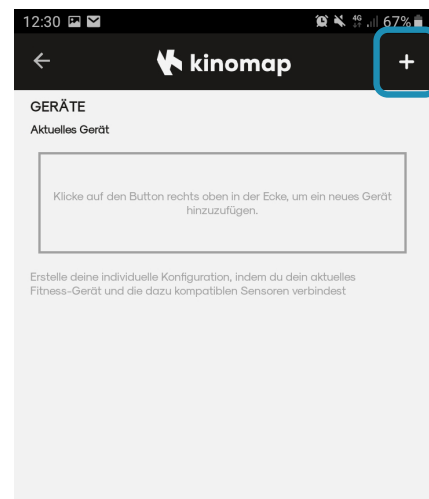 12:30 4G 67%
kinomap +
GERÄTE
Aktuelles Gerät
Klicke auf den Button rechts oben in der Ecke, um ein neues Gerät
hinzuzufügen.
Erstelle deine individuelle Konfiguration, indem du dein aktuelles
Fitness-Gerät und die dazu kompatiblen Sensoren verbindest